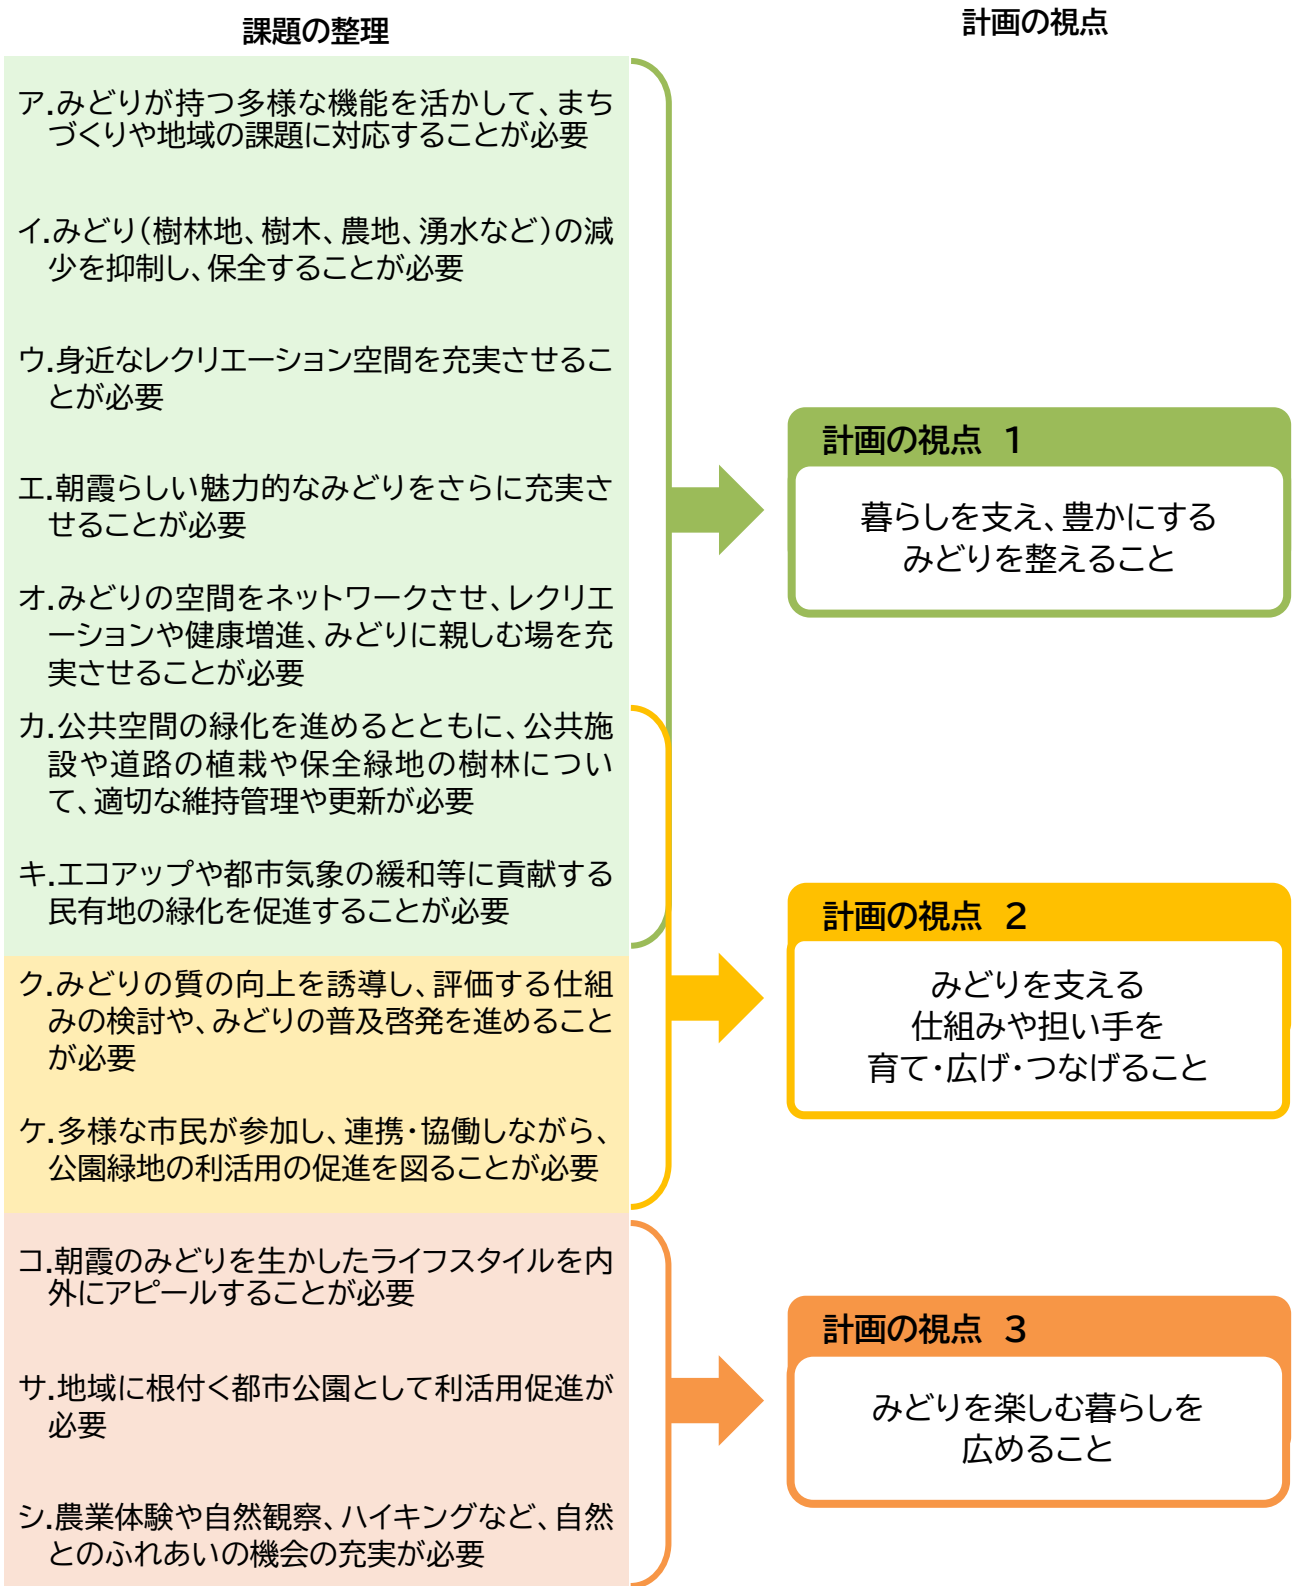 課題の整理
計画の視点
ア.みどりが持つ多様な機能を活かして、まち
づくりや地域の課題に対応することが必要
イ.みどり(樹林地、樹木、農地、湧水など)の減
少を抑制し、保全することが必要
ウ.身近なレクリエーション空間を充実させるこ
とが必要
エ.朝霞らしい魅力的なみどりをさらに充実さ
せることが必要
オ.みどりの空間をネットワークさせ、レクリエ
ーションや健康増進、みどりに親しむ場を充
実させることが必要
カ.公共空間の緑化を進めるとともに、公共施
設や道路の植栽や保全緑地の樹林につい
て、適切な維持管理や更新が必要
キ.エコアップや都市気象の緩和等に貢献する
民有地の緑化を促進することが必要
ク.みどりの質の向上を誘導し、評価する仕組
みの検討や、みどりの普及啓発を進めること
が必要
ケ.多様な市民が参加し、連携・協働しながら、
公園緑地の利活用の促進を図ることが必要
コ.朝霞のみどりを生かしたライフスタイルを内
外にアピールすることが必要
サ.地域に根付く都市公園として利活用促進が
必要
シ.農業体験や自然観察、ハイキングなど、自然
とのふれあいの機会の充実が必要
計画の視点 1
暮らしを支え、豊かにする
みどりを整えること
計画の視点 2
みどりを支える
仕組みや担い手を
育て・広げ・つなげること
計画の視点 3
みどりを楽しむ暮らしを
広めること